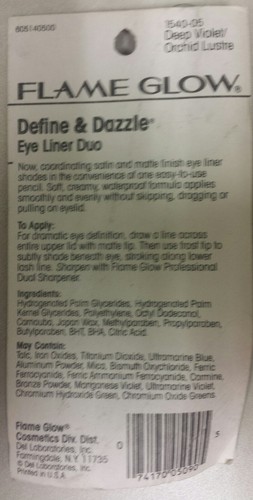 805140500
1540-05
Deep Violet/
Orchid Lustre
FLAME GLOW®
Define & Dazzle®
Eye Liner Duo
Now, coordinating satin and matte finish eye liner
shades in the convenience of one easy-to-use
pencil. Soft, creamy, waterproof formula applies
smoothly and evenly without skipping, dragging or
pulling on eyelid.
To Apply:
For dramatic eye definition, draw a line across
entire upper lid with matte tip. Then use frost tip to
subtly shade beneath eye, stroking along lower
lash line. Sharpen with Flame Glow Professional
Dual Sharpener.
Ingredients:
Hydrogenated Palm Glycerides, Hydrogenated Palm
Kernel Glycerides, Polyethylene, Octyl Dodecanol,
Carnauba, Japan Wax, Methylparaben, Propylparaben,
Butylparaben, BHT, BHA, Citric Acid.
May Contain:
Talc, Iron Oxides, Titanium Dioxide, Ultramarine Blue,
Aluminum Powder, Mica, Bismuth Oxychloride, Ferric
Ferrocyanide, Ferric Ammonium Ferrocyanide, Carmine,
Bronze Powder, Manganese Violet, Ultramarine Violet,
Chromium Hydroxide Green, Chromium Oxide Greens
Flame Glow®
Cosmetics Div. Dist.
Del Laboratories, Inc.
Farmingdale, N.Y. 11735
© Del Laboratories, Inc.
Printed in U.S.A.
0 74170 05090 5